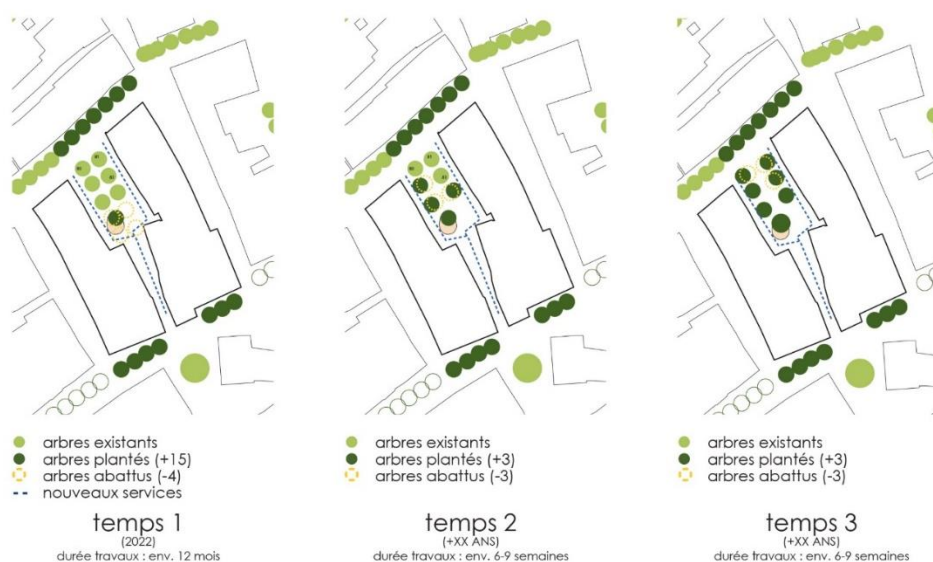 arbres existants
arbres plantés (+15)
arbres abattus (-4)
nouveaux services
temps 1
(2022)
durée travaux : env. 12 mois
arbres existants
arbres plantés (+3)
arbres abattus (-3)
temps 2
(+XX ANS)
durée travaux : env. 6-9 semaines
arbres existants
arbres plantés (+3)
arbres abattus (-3)
temps 3
(+XX ANS)
durée travaux : env. 6-9 semaines